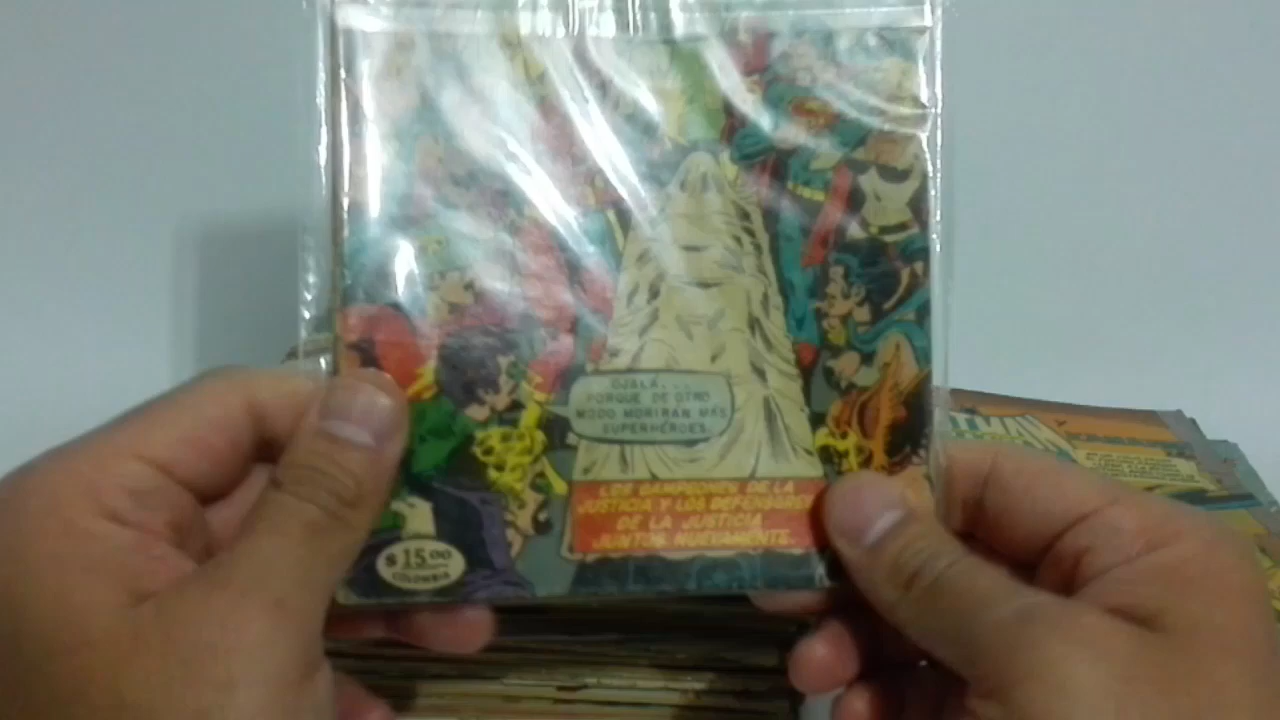 OJALÁ...
PORQUE DE OTRO
MODO MORIRÁN MÁS
SUPERHÉROES.
LOS CAMPEONES DE LA
JUSTICIA Y LOS DEFENSORES
DE LA JUSTICIA
JUNTOS NUEVAMENTE.
$15.00
COLOMBIA